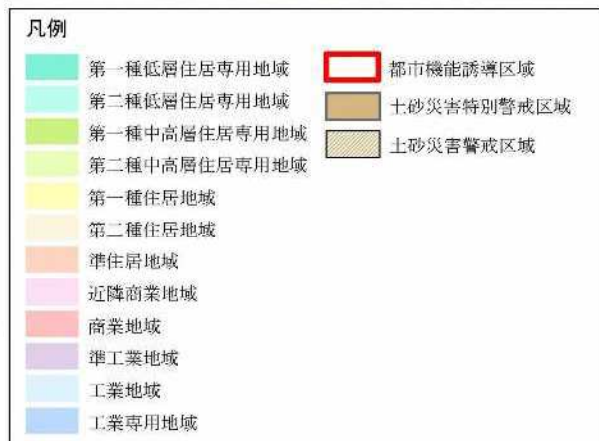 凡例
第一種低層住居専用地域
第二種低層住居専用地域
第一種中高層住居専用地域
第二種中高層住居専用地域
第一種住居地域
第二種住居地域
準住居地域
近隣商業地域
商業地域
準工業地域
工業地域
工業専用地域
都市機能誘導区域
土砂災害特別警戒区域
土砂災害警戒区域